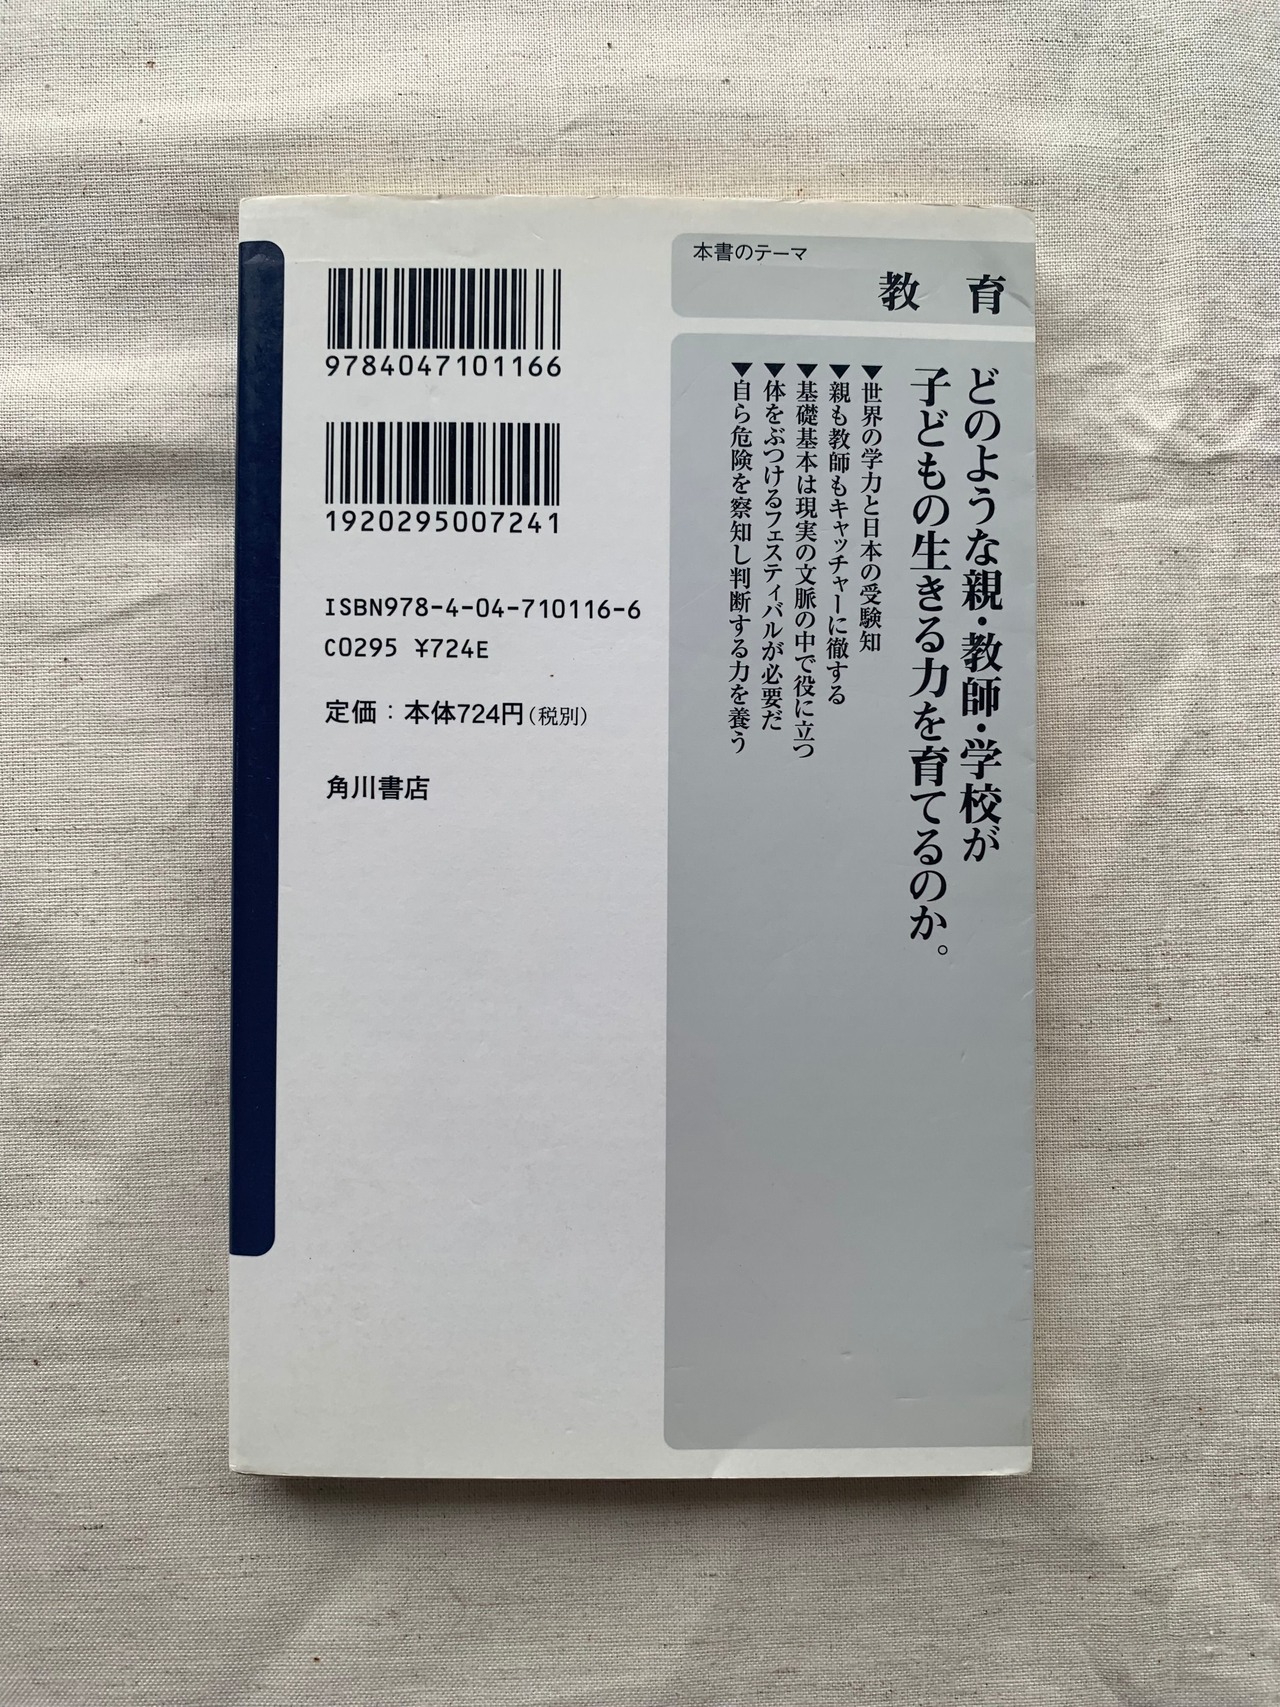 本書のテーマ
教 育
どのような親・教師・学校が
子どもの生きる力を育てるのか。
▼世界の学力と日本の受験知
▼親も教師もキャッチャーに徹する
▼基礎基本は現実の文脈の中で役に立つ
▼体をぶつけるフェスティバルが必要だ
▼自ら危険を察知し判断する力を養う
9784047101166
1920295007241
ISBN978-4-04-710116-6
C0295 ¥724E
定価：本体724円（税別）
角川書店